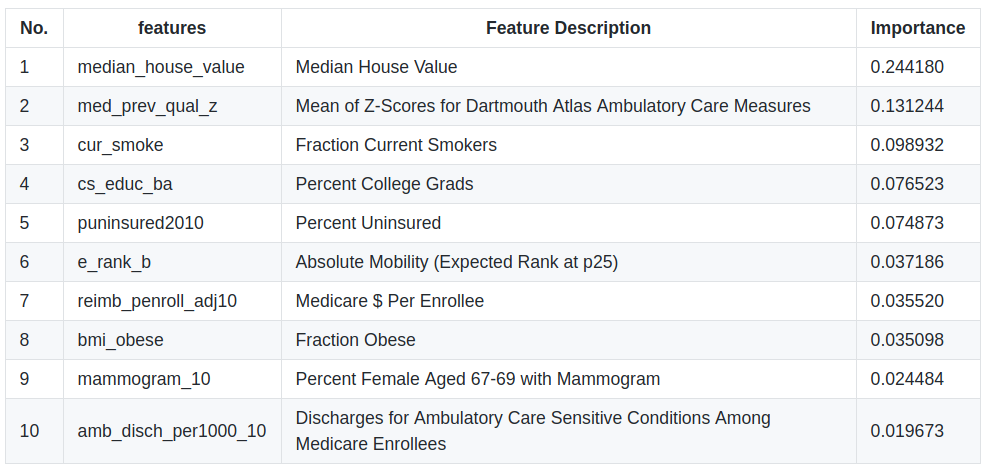 No. features Feature Description Importance
1 median_house_value Median House Value 0.244180
2 med_prev_qual_z Mean of Z-Scores for Dartmouth Atlas Ambulatory Care Measures 0.131244
3 cur_smoke Fraction Current Smokers 0.098932
4 cs_educ_ba Percent College Grads 0.076523
5 puninsured2010 Percent Uninsured 0.074873
6 e_rank_b Absolute Mobility (Expected Rank at p25) 0.037186
7 reimb_penroll_adj10 Medicare $ Per Enrollee 0.035520
8 bmi_obese Fraction Obese 0.035098
9 mammogram_10 Percent Female Aged 67-69 with Mammogram 0.024484
10 amb_disch_per1000_10 Discharges for Ambulatory Care Sensitive Conditions Among
Medicare Enrollees 0.019673